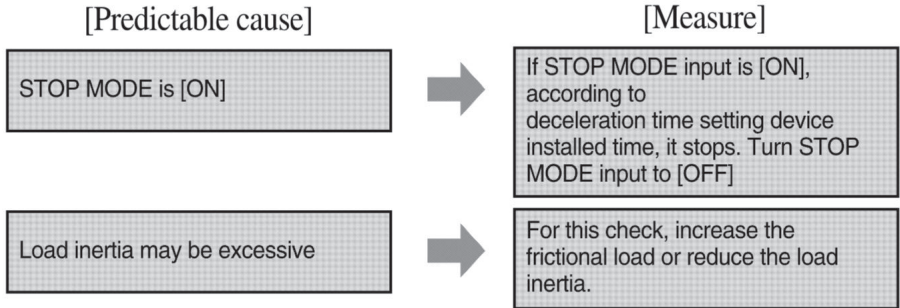 [Predictable cause]
[Measure]
STOP MODE is [ON]
If STOP MODE input is [ON],
according to
deceleration time setting device
installed time, it stops. Turn STOP
MODE input to [OFF]
Load inertia may be excessive
For this check, increase the
frictional load or reduce the load
inertia.